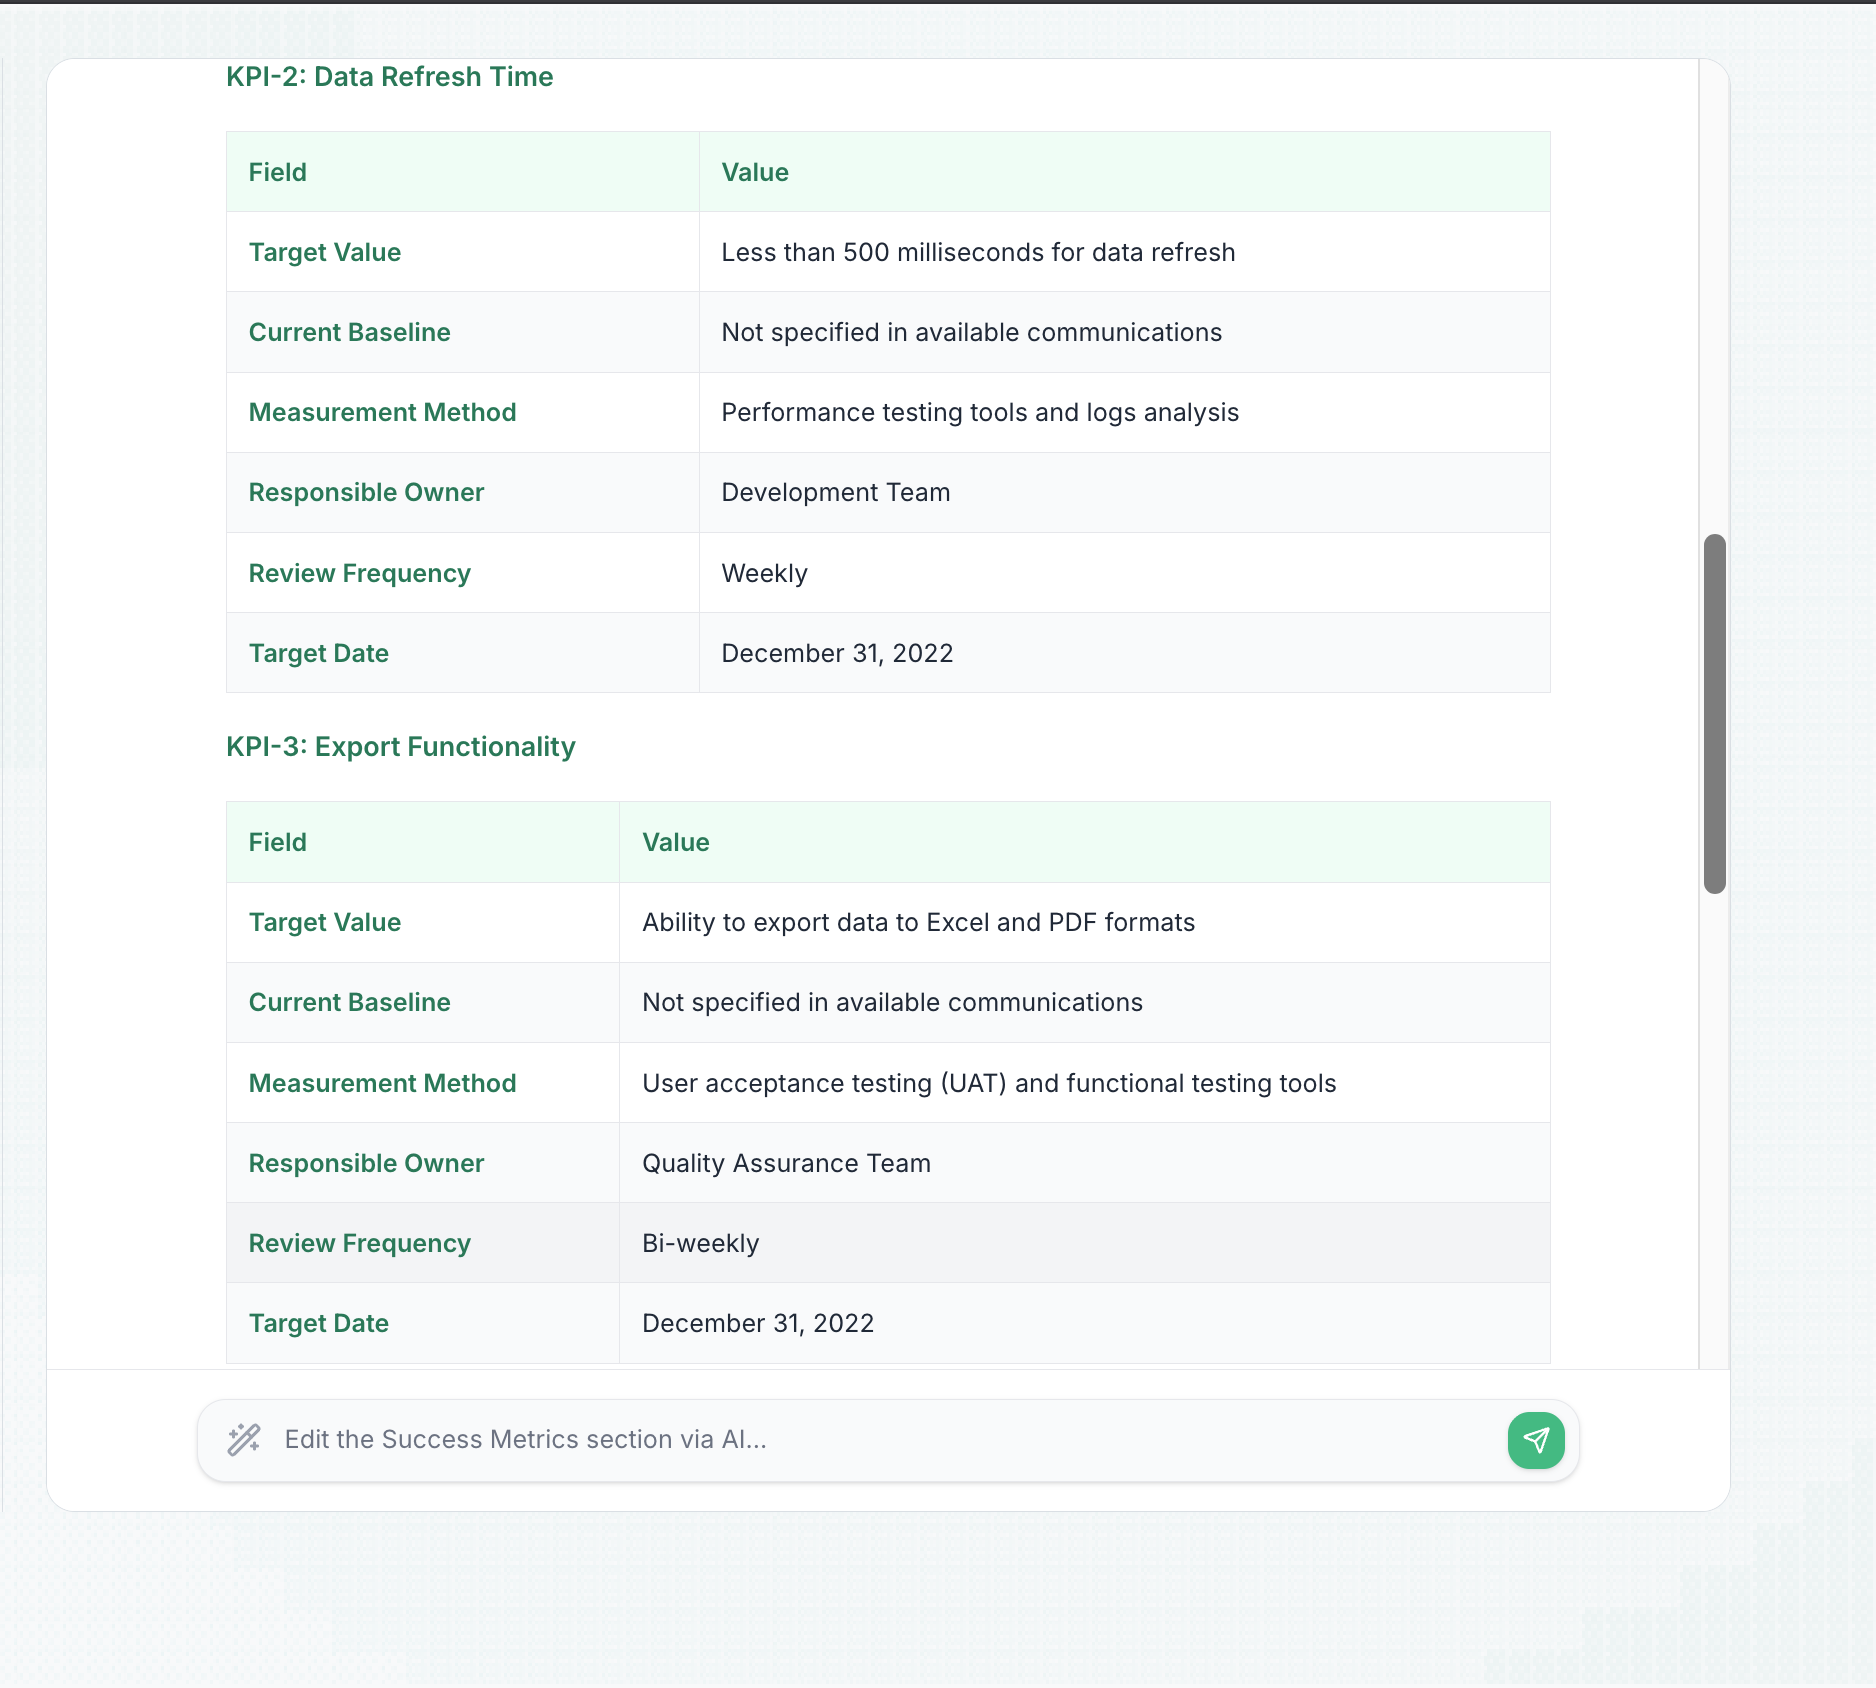 KPI-2: Data Refresh Time
Field Value
Target Value Less than 500 milliseconds for data refresh
Current Baseline Not specified in available communications
Measurement Method Performance testing tools and logs analysis
Responsible Owner Development Team
Review Frequency Weekly
Target Date December 31, 2022
KPI-3: Export Functionality
Field Value
Target Value Ability to export data to Excel and PDF formats
Current Baseline Not specified in available communications
Measurement Method User acceptance testing (UAT) and functional testing tools
Responsible Owner Quality Assurance Team
Review Frequency Bi-weekly
Target Date December 31, 2022
Edit the Success Metrics section via AI...